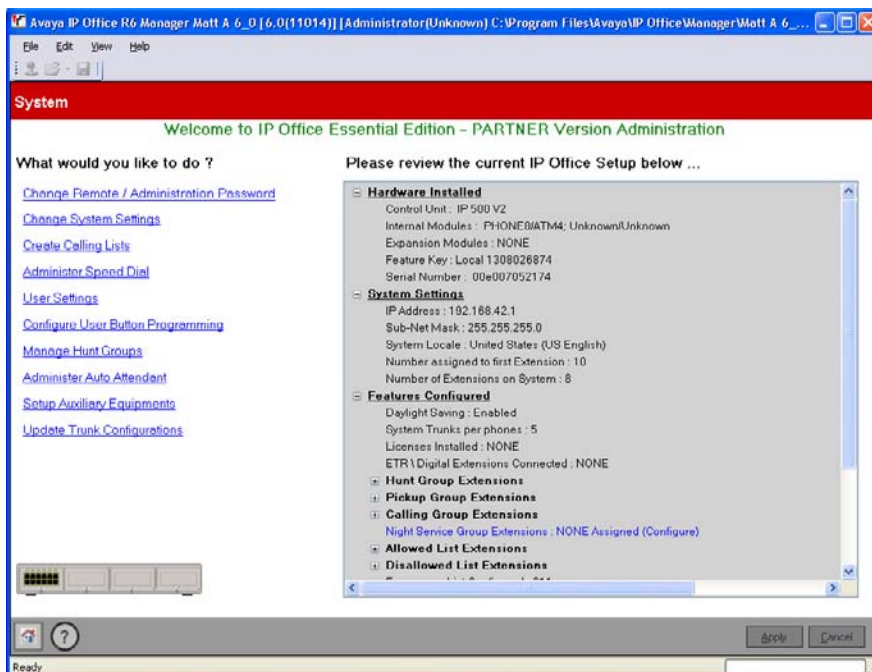 Avaya IP Office R6 Manager Matt A 6_0 [6.0(11014)] [Administrator(Unknown) C:\Program Files\Avaya\IP Office\Manager\Matt A 6_...
File Edit View Help
System
Welcome to IP Office Essential Edition - PARTNER Version Administration
What would you like to do ?
Change Remote / Administration Password
Change System Settings
Create Calling Lists
Administer Speed Dial
User Settings
Configure User Button Programming
Manage Hunt Groups
Administer Auto Attendant
Setup Auxiliary Equipments
Update Trunk Configurations
Please review the current IP Office Setup below ...
Hardware Installed
Control Unit : IP 500 V2
Internal Modules : PHONE8/ATM4; Unknown/Unknown
Expansion Modules : NONE
Feature Key : Local 1308026874
Serial Number : 00e007052174
System Settings
IP Address : 192.168.42.1
Sub-Net Mask : 255.255.255.0
System Locale : United States (US English)
Number assigned to first Extension : 10
Number of Extensions on System : 8
Features Configured
Daylight Saving : Enabled
System Trunks per phones : 5
Licenses Installed : NONE
ETR \ Digital Extensions Connected : NONE
Hunt Group Extensions
Pickup Group Extensions
Calling Group Extensions
Night Service Group Extensions : NONE Assigned (Configure)
Allowed List Extensions
Disallowed List Extensions
?
Apply
Cancel
Ready